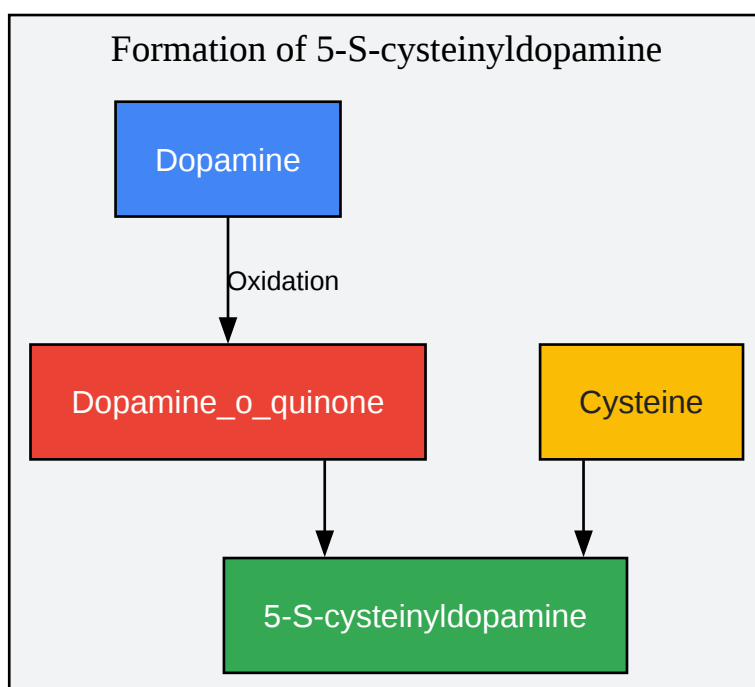 Formation of 5-S-cysteinyldopamine
Dopamine
Oxidation
Dopamine_o_quinone
Cysteine
5-S-cysteinyldopamine